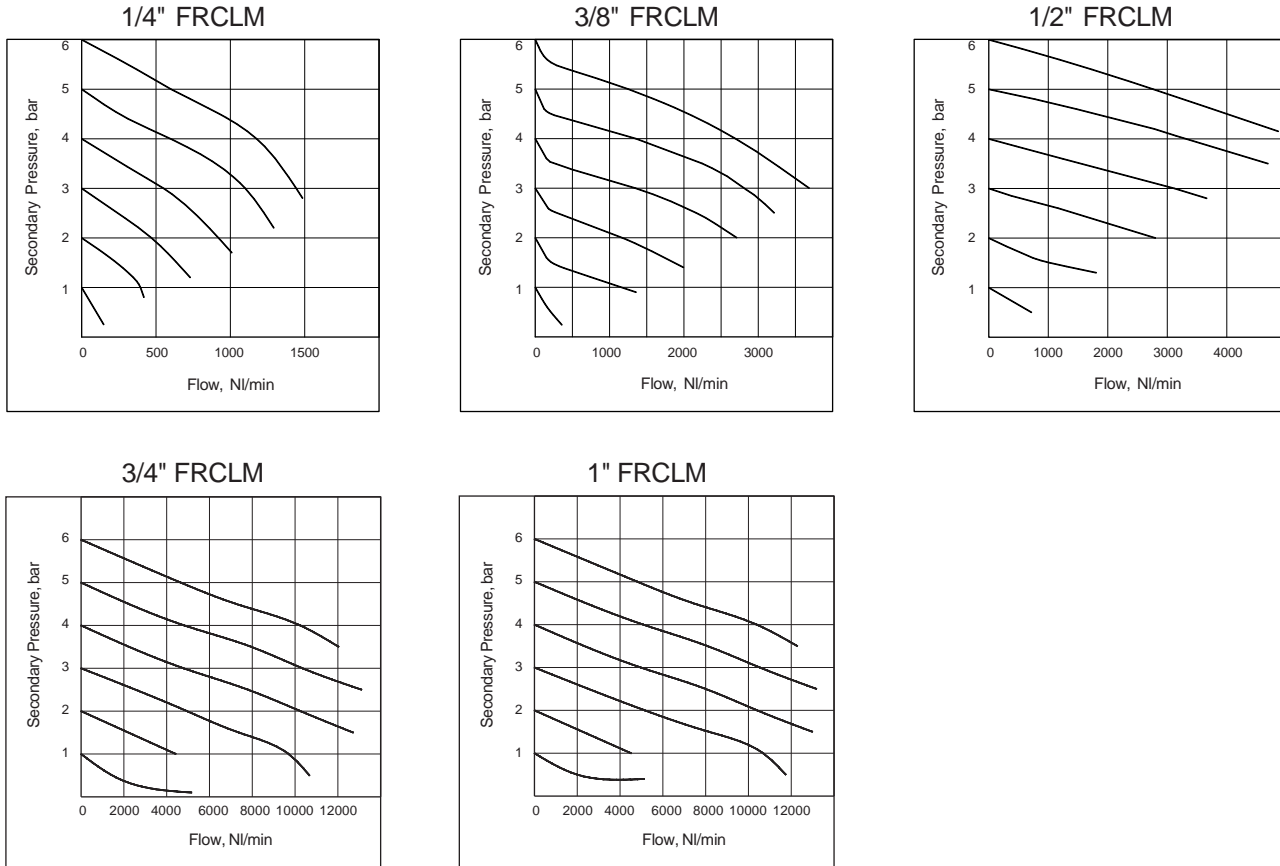 1/4" FRCLM
6
5
4
3
2
1
Secondary Pressure, bar
0 500 1000 1500
Flow, Nl/min
3/8" FRCLM
6
5
4
3
2
1
Secondary Pressure, bar
0 1000 2000 3000
Flow, Nl/min
1/2" FRCLM
6
5
4
3
2
1
Secondary Pressure, bar
0 1000 2000 3000 4000
Flow, Nl/min
3/4" FRCLM
6
5
4
3
2
1
Secondary Pressure, bar
0 2000 4000 6000 8000 10000 12000
Flow, Nl/min
1" FRCLM
6
5
4
3
2
1
Secondary Pressure, bar
0 2000 4000 6000 8000 10000 12000
Flow, Nl/min